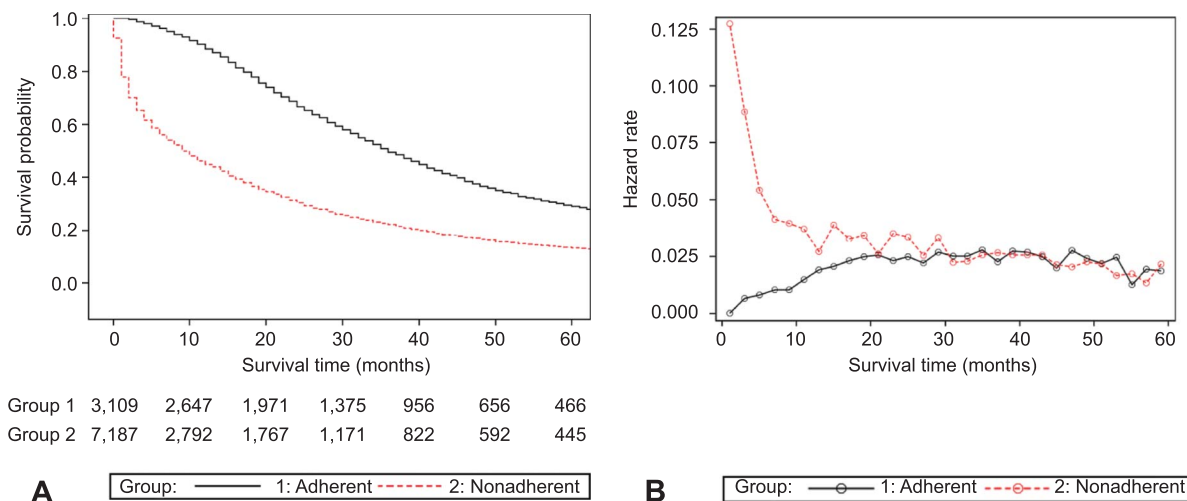 1.0
0.8
0.6
0.4
0.2
0.0
Survival probability
0 10 20 30 40 50 60
Survival time (months)
Group 1 3,109 2,647 1,971 1,375 956 656 466
Group 2 7,187 2,792 1,767 1,171 822 592 445
A
Group: 1: Adherent 2: Nonadherent
0.125
0.100
0.075
0.050
0.025
0.000
Hazard rate
0 10 20 30 40 50 60
Survival time (months)
B
Group: 1: Adherent 2: Nonadherent